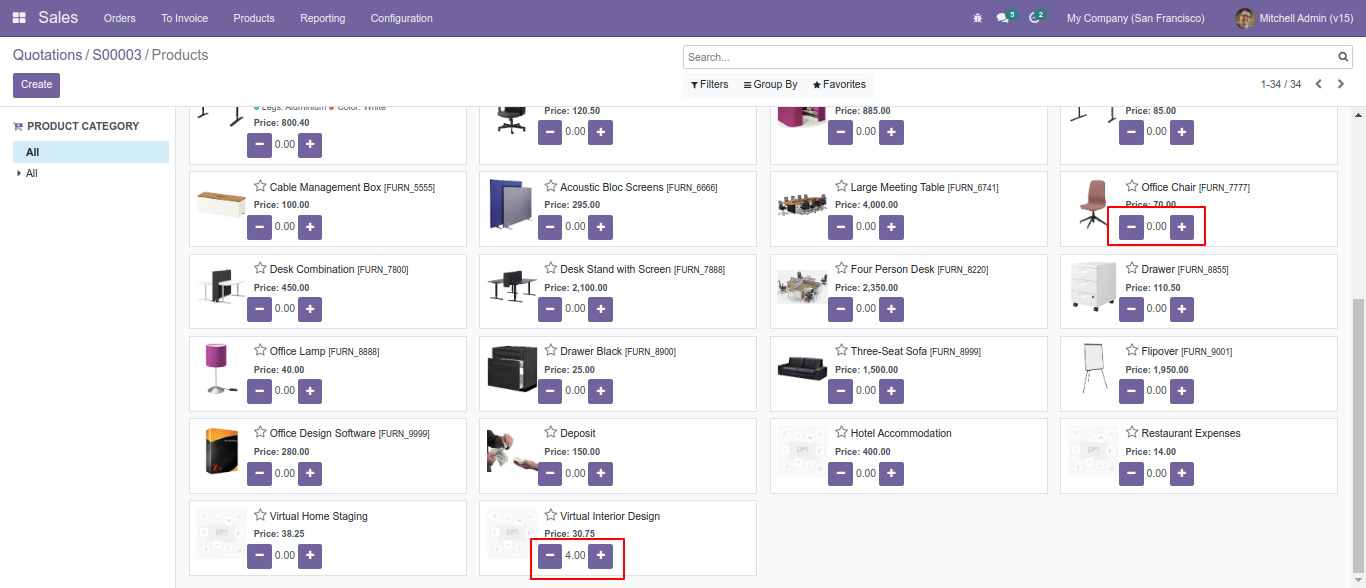 Sales Orders To Invoice Products Reporting Configuration 5 2 My Company (San Francisco) Mitchell Admin (v15)
Quotations / S00003 / Products
Search...
Create
Filters Group By Favorites 1-34 / 34
PRODUCT CATEGORY
All
All
Legs: Aluminium Color: White
Price: 800.40
− 0.00 +
Price: 120.50
− 0.00 +
Price: 885.00
− 0.00 +
Price: 85.00
− 0.00 +
Cable Management Box [FURN_5555]
Price: 100.00
− 0.00 +
Acoustic Bloc Screens [FURN_6666]
Price: 295.00
− 0.00 +
Large Meeting Table [FURN_6741]
Price: 4,000.00
− 0.00 +
Office Chair [FURN_7777]
Price: 70.00
− 0.00 +
Desk Combination [FURN_7800]
Price: 450.00
− 0.00 +
Desk Stand with Screen [FURN_7888]
Price: 2,100.00
− 0.00 +
Four Person Desk [FURN_8220]
Price: 2,350.00
− 0.00 +
Drawer [FURN_8855]
Price: 110.50
− 0.00 +
Office Lamp [FURN_8888]
Price: 40.00
− 0.00 +
Drawer Black [FURN_8900]
Price: 25.00
− 0.00 +
Three-Seat Sofa [FURN_8999]
Price: 1,500.00
− 0.00 +
Flipover [FURN_9001]
Price: 1,950.00
− 0.00 +
Office Design Software [FURN_9999]
Price: 280.00
− 0.00 +
Deposit
Price: 150.00
− 0.00 +
Hotel Accommodation
Price: 400.00
− 0.00 +
Restaurant Expenses
Price: 14.00
− 0.00 +
Virtual Home Staging
Price: 38.25
− 0.00 +
Virtual Interior Design
Price: 30.75
− 4.00 +